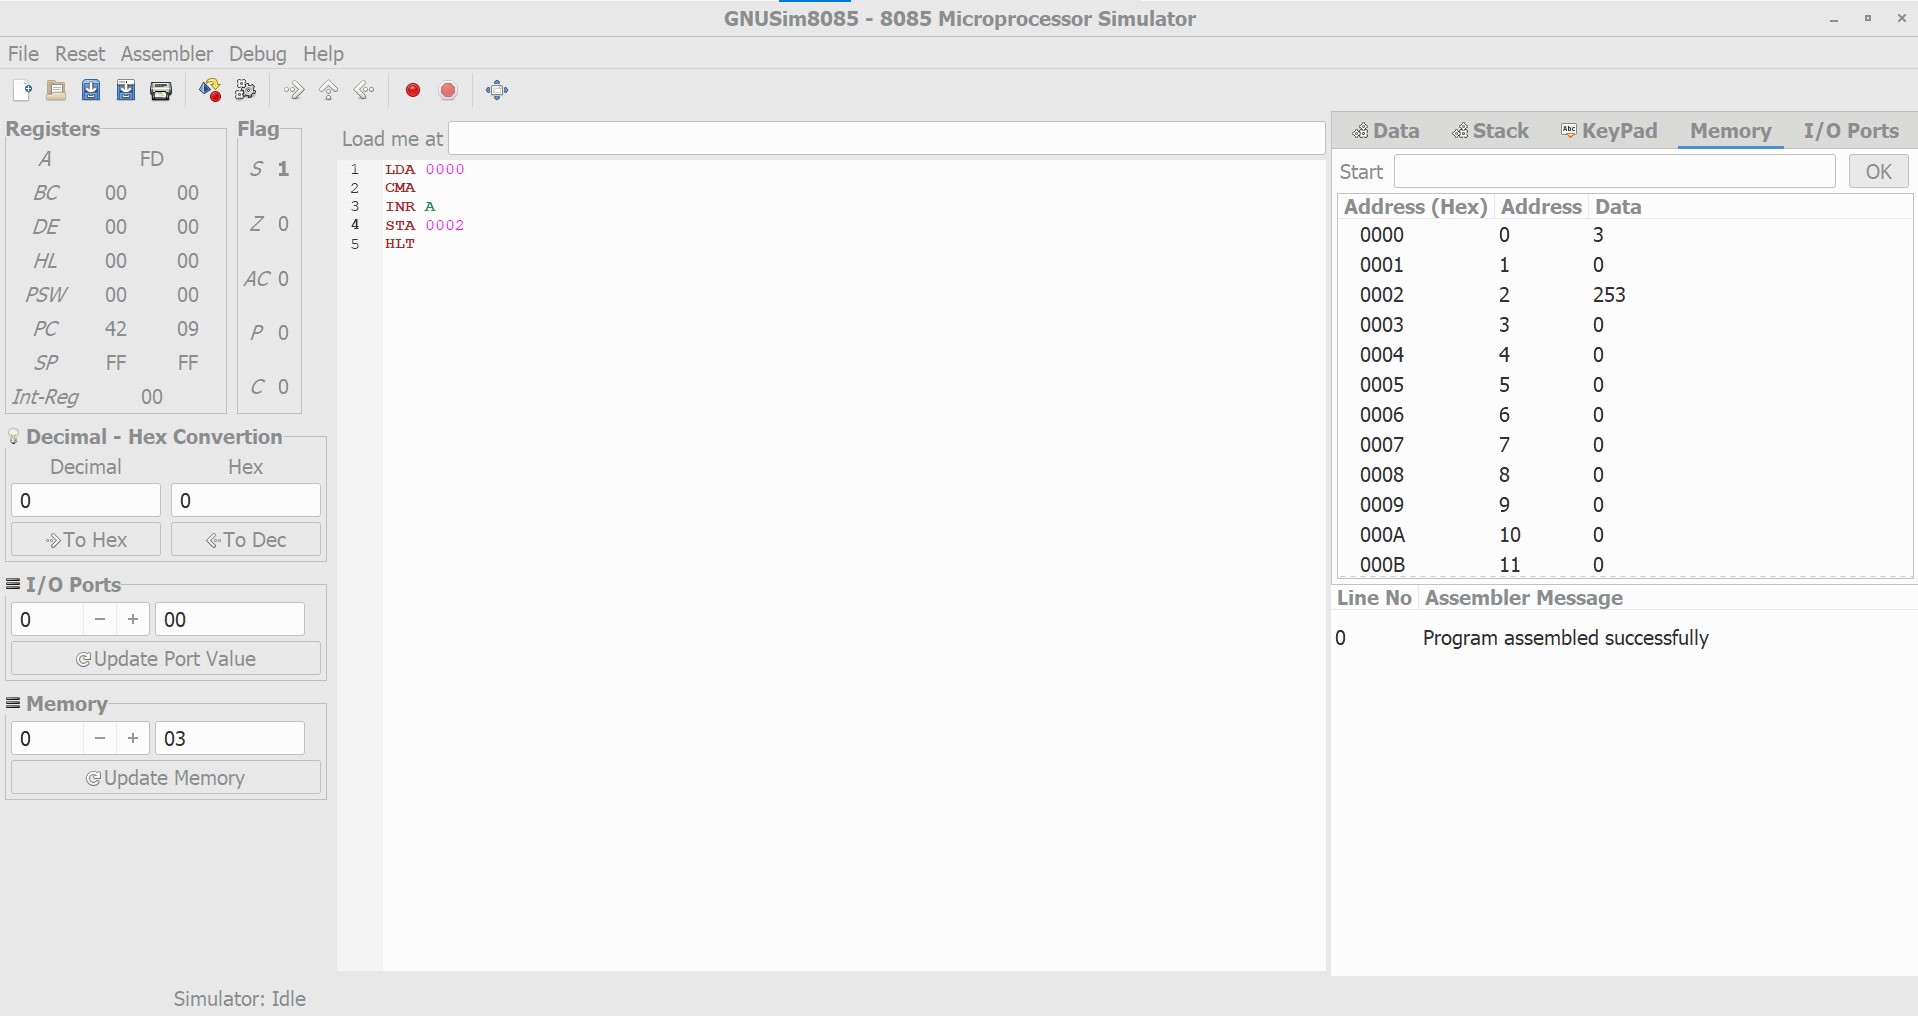 GNUSim8085 - 8085 Microprocessor Simulator
File Reset Assembler Debug Help
Registers
A FD
BC 00 00
DE 00 00
HL 00 00
PSW 00 00
PC 42 09
SP FF FF
Int-Reg 00
Flag
S 1
Z 0
AC 0
P 0
C 0
Decimal - Hex Convertion
Decimal Hex
0 0
To Hex To Dec
I/O Ports
0 − + 00
Update Port Value
Memory
0 − + 03
Update Memory
Load me at
1 LDA 0000
2 CMA
3 INR A
4 STA 0002
5 HLT
Data Stack Abc KeyPad Memory I/O Ports
Start OK
Address (Hex) Address Data
0000 0 3
0001 1 0
0002 2 253
0003 3 0
0004 4 0
0005 5 0
0006 6 0
0007 7 0
0008 8 0
0009 9 0
000A 10 0
000B 11 0
Line No Assembler Message
0 Program assembled successfully
Simulator: Idle